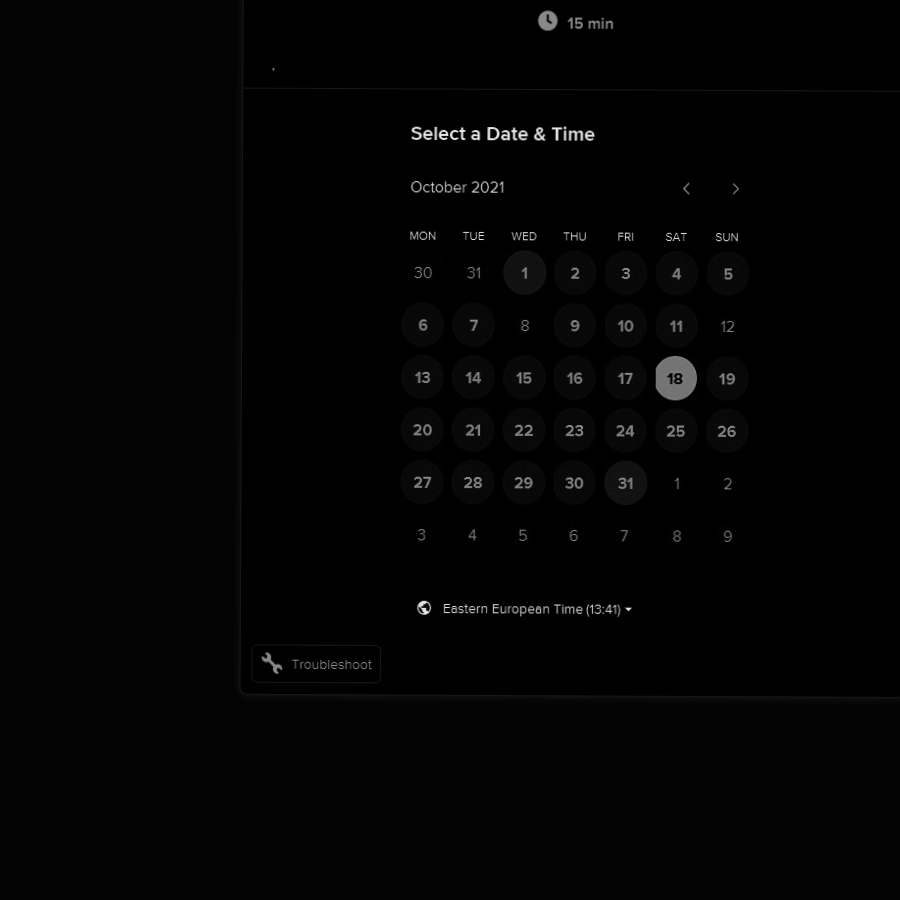 15 min
Select a Date & Time
October 2021
MON TUE WED THU FRI SAT SUN
30 31 1 2 3 4 5
6 7 8 9 10 11 12
13 14 15 16 17 18 19
20 21 22 23 24 25 26
27 28 29 30 31 1 2
3 4 5 6 7 8 9
Eastern European Time (13:41)
Troubleshoot